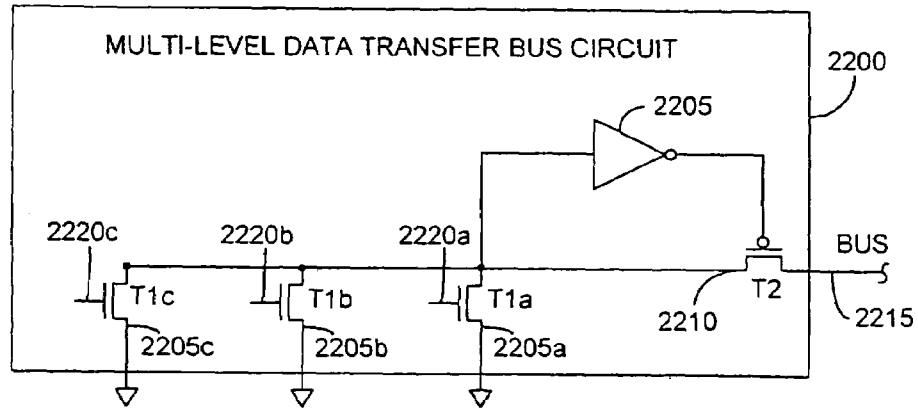 MULTI-LEVEL DATA TRANSFER BUS CIRCUIT
2200
2205
2220c
2220b
2220a
BUS
T1c
T1b
T1a
T2
2210
2215
2205c
2205b
2205a